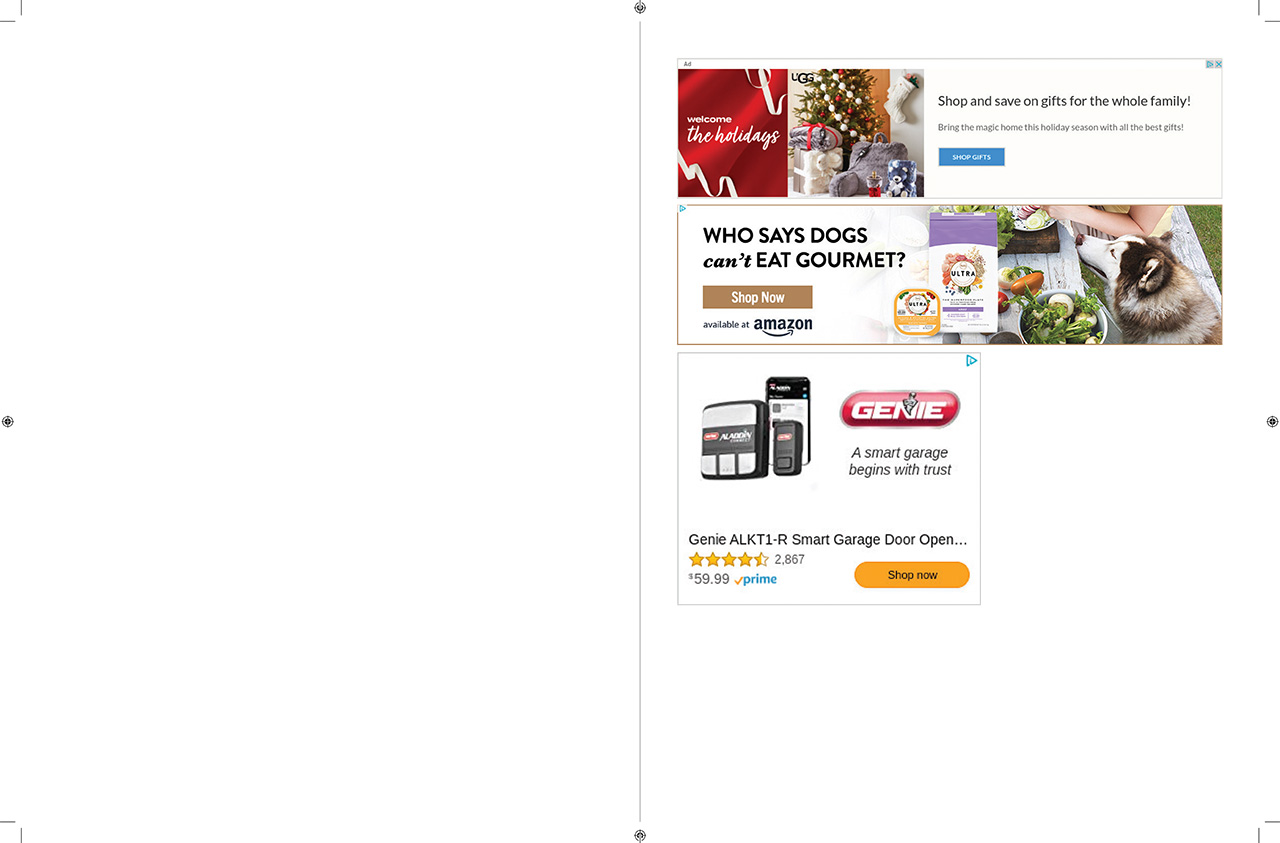 Ad
UGG
welcome
the holidays
Shop and save on gifts for the whole family!
Bring the magic home this holiday season with all the best gifts!
SHOP GIFTS
WHO SAYS DOGS
can't EAT GOURMET?
Shop Now
available at amazon
ULTRA
ULTRA
GENIE
ALADDIN
CONNECT
A smart garage
begins with trust
Genie ALKT1-R Smart Garage Door Open…
2,867
$59.99 prime
Shop now